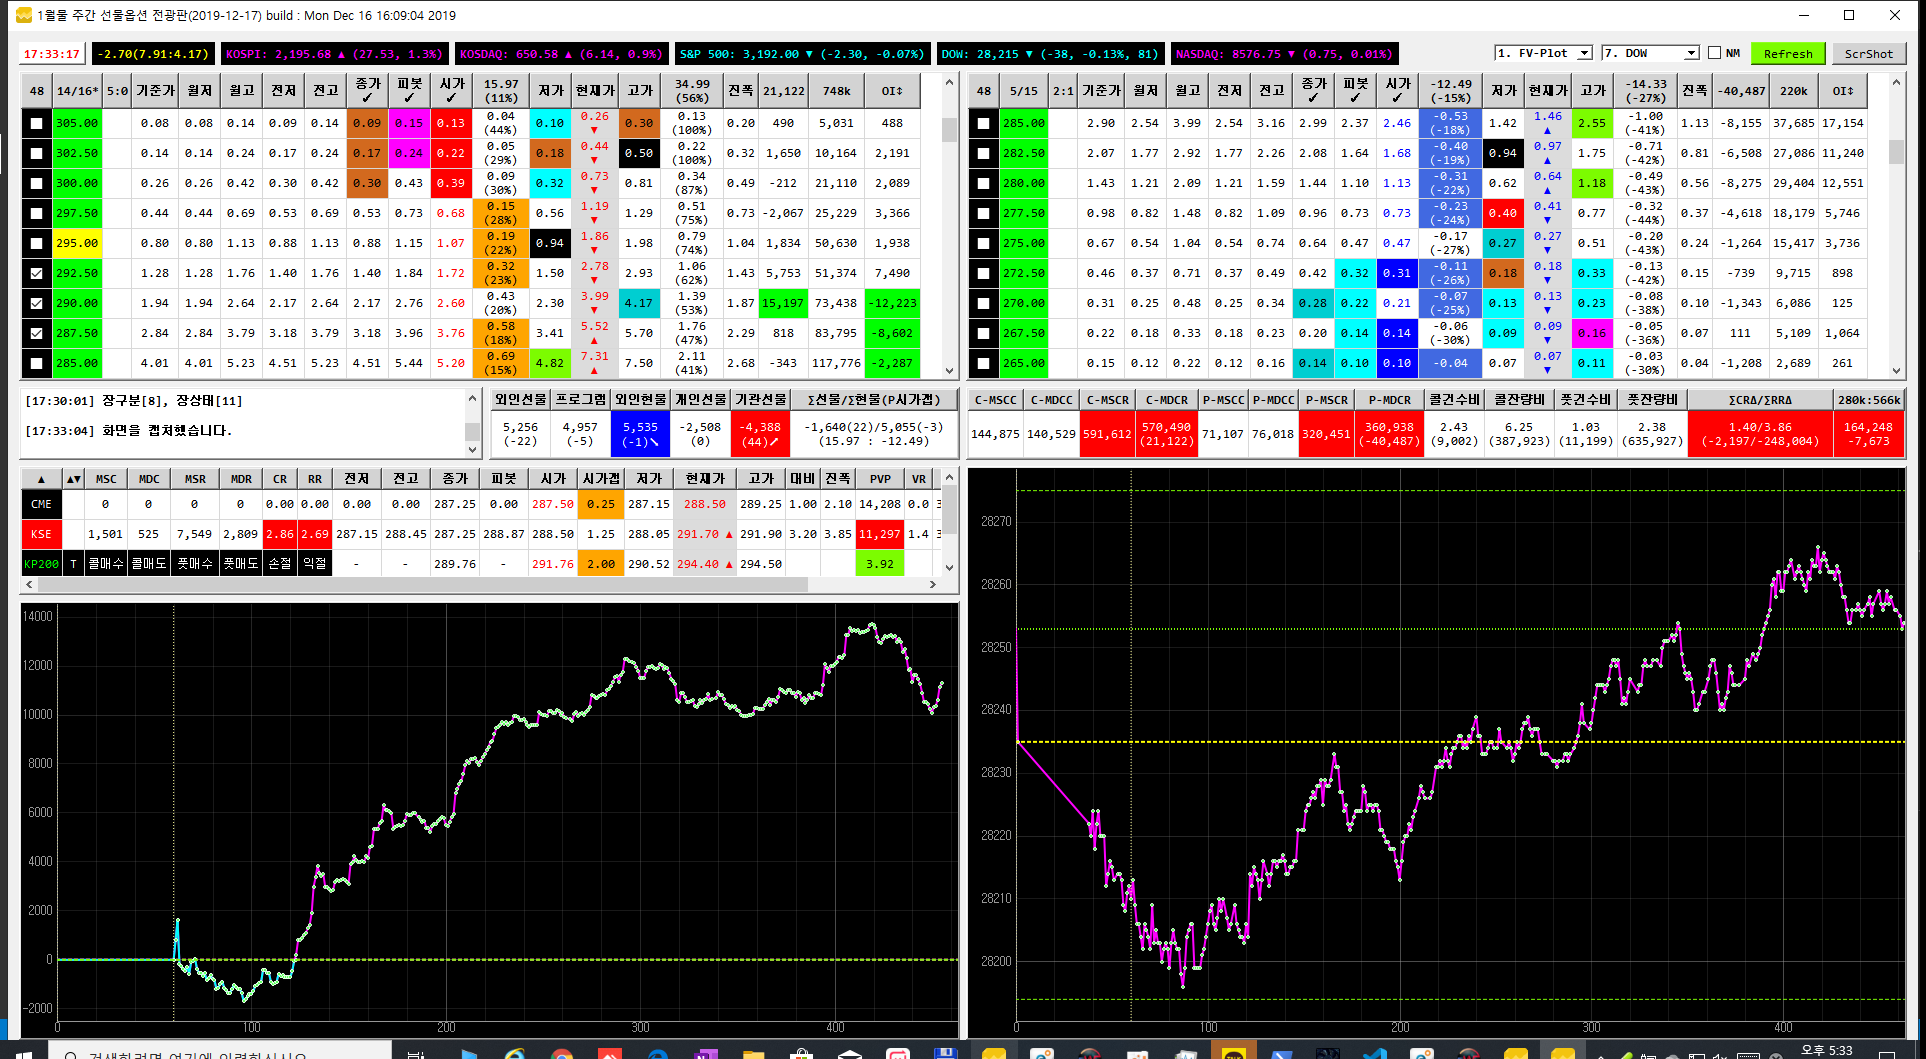 1월물 주간 선물옵션 전광판(2019-12-17) build : Mon Dec 16 16:09:04 2019
17:33:17 -2.70(7.91:4.17) KOSPI: 2,195.68 ▲ (27.53, 1.3%) KOSDAQ: 650.58 ▲ (6.14, 0.9%) S&P 500: 3,192.00 ▼ (-2.30, -0.07%) DOW: 28,215 ▼ (-38, -0.13%, 81) NASDAQ: 8576.75 ▼ (0.75, 0.01%) 1. FV-Plot 7. DOW NM Refresh ScrShot
48 14/16* 5:0 기준가 월저 월고 전저 전고 종가 ✓ 피봇 ✓ 시가 ✓ 15.97 (11%) 저가 현재가 고가 34.99 (56%) 진폭 21,122 748k OI↕
305.00 0.08 0.08 0.14 0.09 0.14 0.09 0.15 0.13 0.04 (44%) 0.10 0.26 ▼ 0.30 0.13 (100%) 0.20 490 5,031 488
302.50 0.14 0.14 0.24 0.17 0.24 0.17 0.24 0.22 0.05 (29%) 0.18 0.44 ▼ 0.50 0.22 (100%) 0.32 1,650 10,164 2,191
300.00 0.26 0.26 0.42 0.30 0.42 0.30 0.43 0.39 0.09 (30%) 0.32 0.73 ▼ 0.81 0.34 (87%) 0.49 -212 21,110 2,089
297.50 0.44 0.44 0.69 0.53 0.69 0.53 0.73 0.68 0.15 (28%) 0.56 1.19 ▼ 1.29 0.51 (75%) 0.73 -2,067 25,229 3,366
295.00 0.80 0.80 1.13 0.88 1.13 0.88 1.15 1.07 0.19 (22%) 0.94 1.86 ▼ 1.98 0.79 (74%) 1.04 1,834 50,630 1,938
292.50 1.28 1.28 1.76 1.40 1.76 1.40 1.84 1.72 0.32 (23%) 1.50 2.78 ▼ 2.93 1.06 (62%) 1.43 5,753 51,374 7,490
290.00 1.94 1.94 2.64 2.17 2.64 2.17 2.76 2.60 0.43 (20%) 2.30 3.99 ▼ 4.17 1.39 (53%) 1.87 15,197 73,438 -12,223
287.50 2.84 2.84 3.79 3.18 3.79 3.18 3.96 3.76 0.58 (18%) 3.41 5.52 ▲ 5.70 1.76 (47%) 2.29 818 83,795 -8,602
285.00 4.01 4.01 5.23 4.51 5.23 4.51 5.44 5.20 0.69 (15%) 4.82 7.31 ▲ 7.50 2.11 (41%) 2.68 -343 117,776 -2,287
48 5/15 2:1 기준가 월저 월고 전저 전고 종가 ✓ 피봇 ✓ 시가 ✓ -12.49 (-15%) 저가 현재가 고가 -14.33 (-27%) 진폭 -40,487 220k OI↕
285.00 2.90 2.54 3.99 2.54 3.16 2.99 2.37 2.46 -0.53 (-18%) 1.42 1.46 ▲ 2.55 -1.00 (-41%) 1.13 -8,155 37,685 17,154
282.50 2.07 1.77 2.92 1.77 2.26 2.08 1.64 1.68 -0.40 (-19%) 0.94 0.97 ▲ 1.75 -0.71 (-42%) 0.81 -6,508 27,086 11,240
280.00 1.43 1.21 2.09 1.21 1.59 1.44 1.10 1.13 -0.31 (-22%) 0.62 0.64 ▲ 1.18 -0.49 (-43%) 0.56 -8,275 29,404 12,551
277.50 0.98 0.82 1.48 0.82 1.09 0.96 0.73 0.73 -0.23 (-24%) 0.40 0.41 ▼ 0.77 -0.32 (-44%) 0.37 -4,618 18,179 5,746
275.00 0.67 0.54 1.04 0.54 0.74 0.64 0.47 0.47 -0.17 (-27%) 0.27 0.27 ▼ 0.51 -0.20 (-43%) 0.24 -1,264 15,417 3,736
272.50 0.46 0.37 0.71 0.37 0.49 0.42 0.32 0.31 -0.11 (-26%) 0.18 0.18 ▼ 0.33 -0.13 (-42%) 0.15 -739 9,715 898
270.00 0.31 0.25 0.48 0.25 0.34 0.28 0.22 0.21 -0.07 (-25%) 0.13 0.13 ▼ 0.23 -0.08 (-38%) 0.10 -1,343 6,086 125
267.50 0.22 0.18 0.33 0.18 0.23 0.20 0.14 0.14 -0.06 (-30%) 0.09 0.09 ▼ 0.16 -0.05 (-36%) 0.07 111 5,109 1,064
265.00 0.15 0.12 0.22 0.12 0.16 0.14 0.10 0.10 -0.04 0.07 0.07 ▼ 0.11 -0.03 (-30%) 0.04 -1,208 2,689 261
[17:30:01] 장구분[8], 장상태[11]
[17:33:04] 화면을 캡처했습니다.
외인선물 프로그램 외인현물 개인선물 기관선물 Σ선물/Σ현물(P시가갭)
5,256 4,957 5,535 -2,508 -4,388 -1,640(22)/5,055(-3)
(-22) (-5) (-1)↘ (0) (44)↗ (15.97 : -12.49)
C-MSCC C-MDCC C-MSCR C-MDCR P-MSCC P-MDCC P-MSCR P-MDCR 콜건수비 콜잔량비 풋건수비 풋잔량비 ΣCRΔ/ΣRRΔ 280k:566k
144,875 140,529 591,612 570,490 (21,122) 71,107 76,018 320,451 360,938 (-40,487) 2.43 (9,002) 6.25 (387,923) 1.03 (11,199) 2.38 (635,927) 1.40/3.86 (-2,197/-248,004) 164,248 -7,673
▲ ▲▼ MSC MDC MSR MDR CR RR 전저 전고 종가 피봇 시가 시가갭 저가 현재가 고가 대비 진폭 PVP VR
CME 0 0 0 0 0.00 0.00 0.00 0.00 287.25 0.00 287.50 0.25 287.15 288.50 289.25 1.00 2.10 14,208 0.0
KSE 1,501 525 7,549 2,809 2.86 2.69 287.15 288.45 287.25 288.87 288.50 1.25 288.05 291.70 ▲ 291.90 3.20 3.85 11,297 1.4
KP200 T 콜매수 콜매도 풋매수 풋매도 손절 익절 - - 289.76 - 291.76 2.00 290.52 294.40 ▲ 294.50 3.92
14000
12000
10000
8000
6000
4000
2000
0
-2000
0 100 200 300 400
28270
28260
28250
28240
28230
28220
28210
28200
0 100 200 300 400
검색하려면 여기에 입력하십시오.
오후 5:33